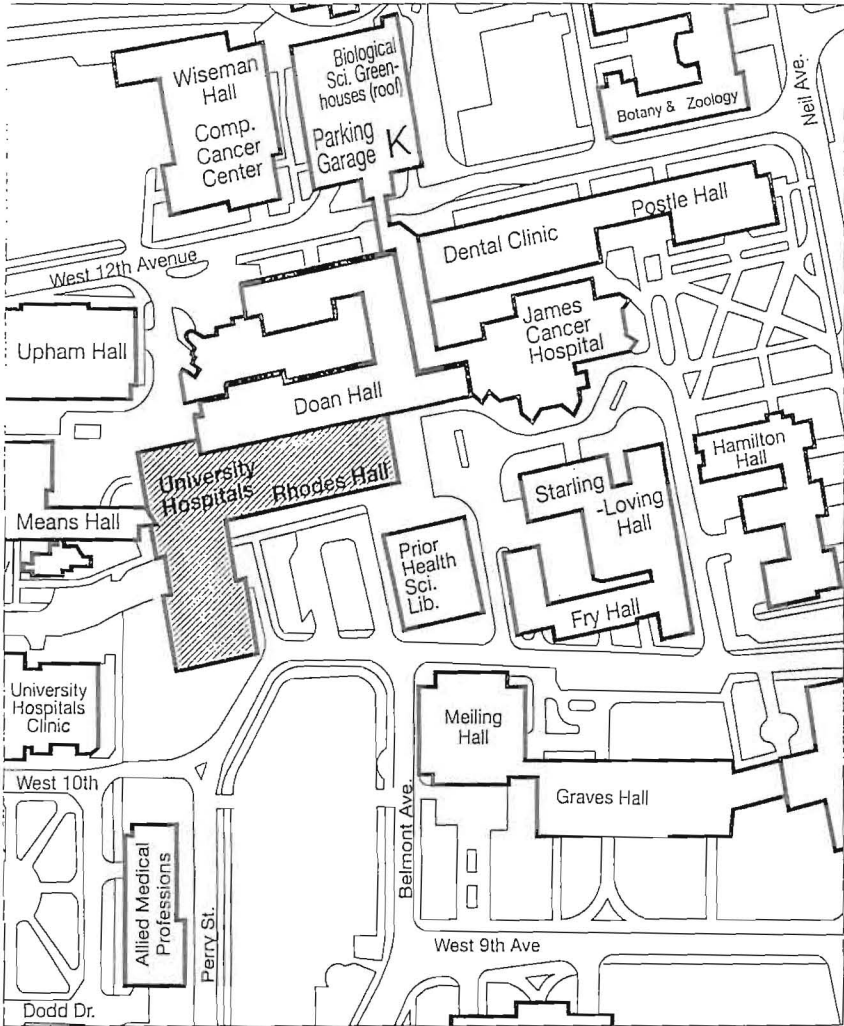 Wiseman
Hall
Comp.
Cancer
Center
Biological
Sci. Green-
houses (roof)
Parking
Garage K
Botany & Zoology
Neil Ave.
Postle Hall
Dental Clinic
West 12th Avenue
James
Cancer
Hospital
Upham Hall
Doan Hall
Hamilton
Hall
University
Hospitals
Rhodes Hall
Starling
-Loving
Hall
Means Hall
Prior
Health
Sci.
Lib.
Fry Hall
University
Hospitals
Clinic
Meiling
Hall
West 10th
Graves Hall
Belmont Ave.
Allied Medical
Professions
Perry St.
West 9th Ave
Dodd Dr.